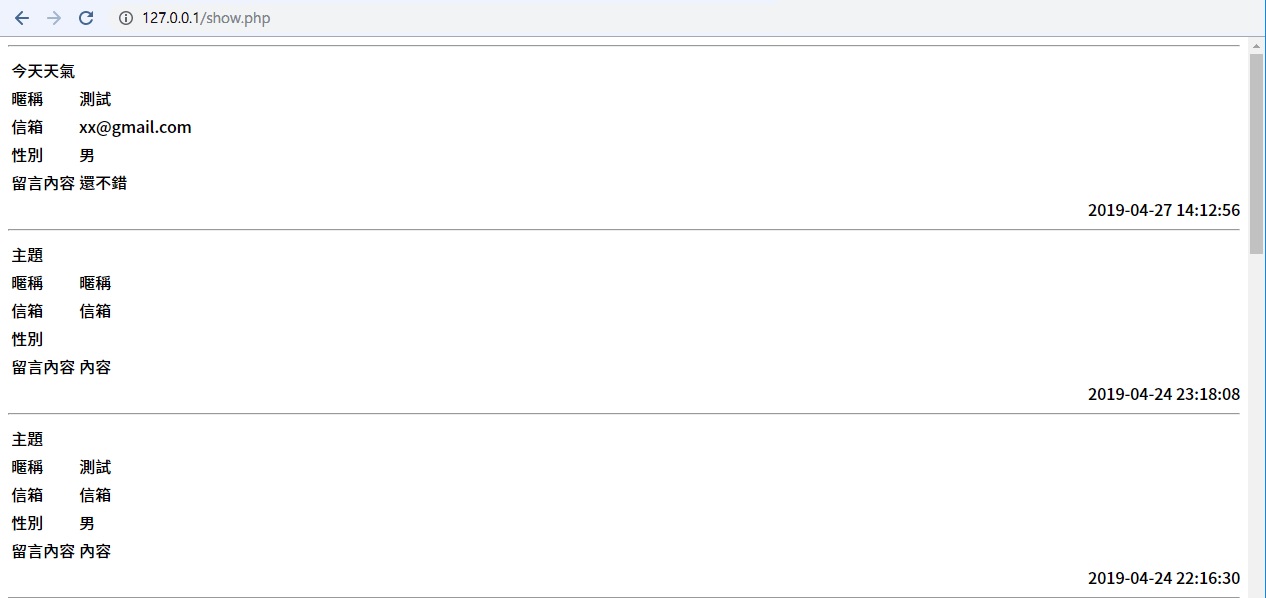 127.0.0.1/show.php
今天天氣
暱稱 測試
信箱 xx@gmail.com
性別 男
留言內容 還不錯
2019-04-27 14:12:56
主題
暱稱 暱稱
信箱 信箱
性別
留言內容 內容
2019-04-24 23:18:08
主題
暱稱 測試
信箱 信箱
性別 男
留言內容 內容
2019-04-24 22:16:30